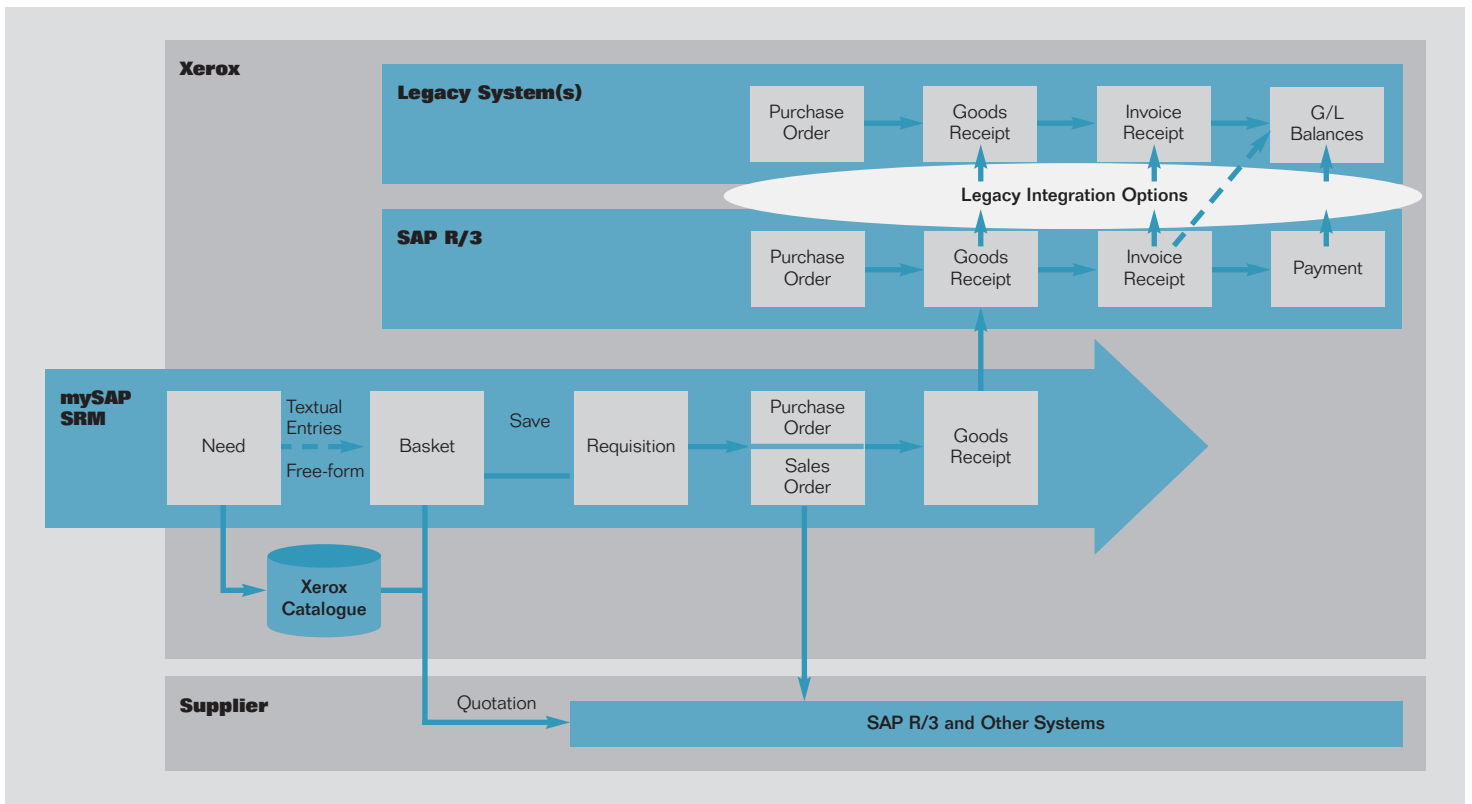 Xerox
Legacy System(s)
Purchase
Order
Goods
Receipt
Invoice
Receipt
G/L
Balances
Legacy Integration Options
SAP R/3
Purchase
Order
Goods
Receipt
Invoice
Receipt
Payment
mySAP
SRM
Need
Textual
Entries
Free-form
Basket
Save
Requisition
Purchase
Order
Sales
Order
Goods
Receipt
Xerox
Catalogue
Supplier
Quotation
SAP R/3 and Other Systems